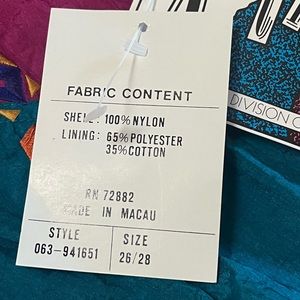 FABRIC CONTENT
SHELL: 100% NYLON
LINING: 65% POLYESTER
35% COTTON
RN 72882
MADE IN MACAU
STYLE SIZE
063-941651 26/28
DIVISION